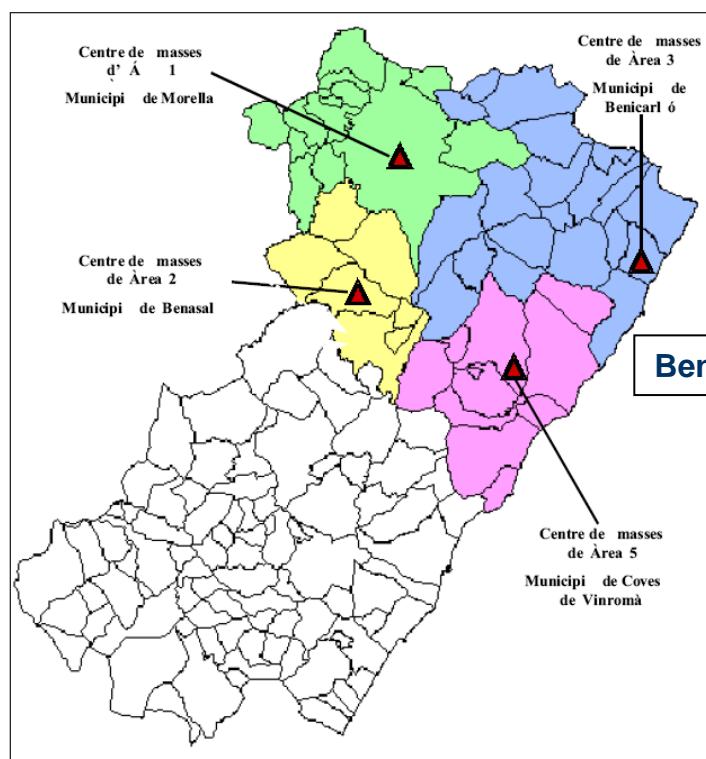 Centre de masses
d' Á 1
Municipi de Morella
Centre de masses
de Àrea 3
Municipi de
Benicarl ó
Centre de masses
de Àrea 2
Municipi de Benasal
Ben
Centre de masses
de Àrea 5
Municipi de Coves
de Vinromà